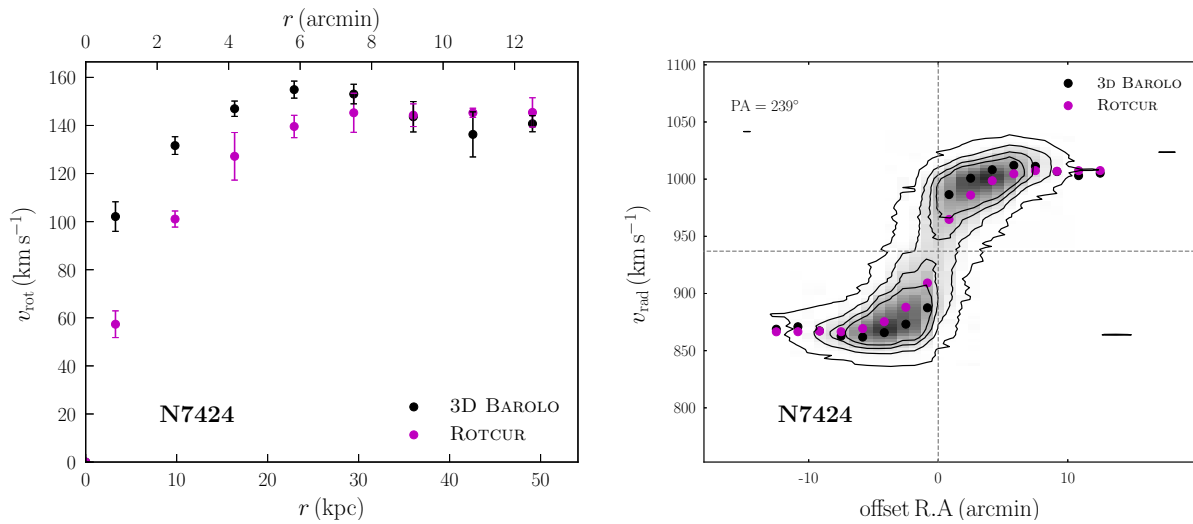 r (arcmin)
0 2 4 6 8 10 12
160
140
120
100
80
60
40
20
0
v_rot (km s⁻¹)
N7424
3D BAROLO
ROTCUR
0 10 20 30 40 50
r (kpc)
1100
1050
1000
950
900
850
800
v_rad (km s⁻¹)
PA = 239°
3D BAROLO
ROTCUR
N7424
-10 0 10
offset R.A (arcmin)